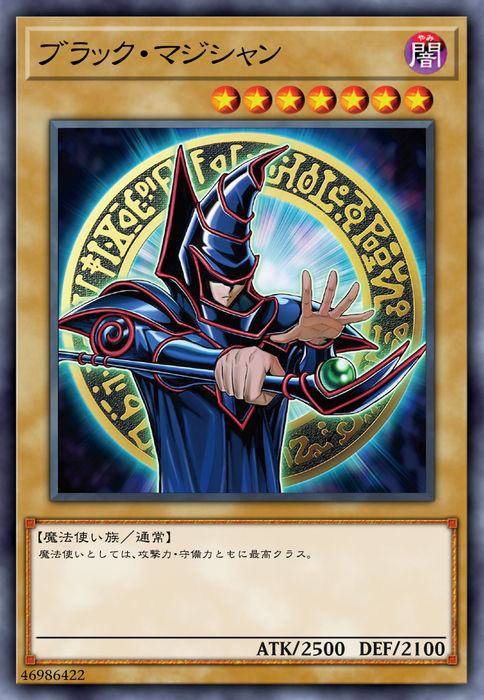 ブラック・マジシャン
やみ
闇
【魔法使い族／通常】
魔法使いとしては、攻撃力・守備力ともに最高クラス。
ATK/2500 DEF/2100
46986422